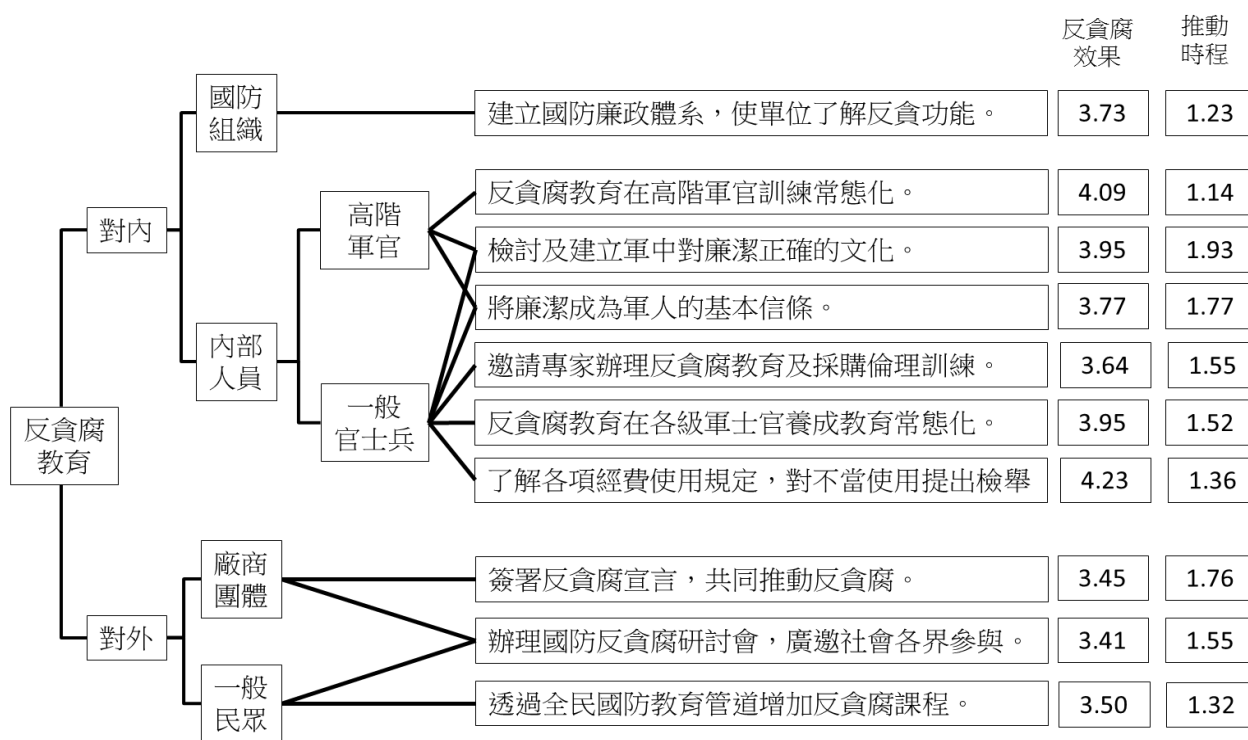 反貪腐
效果
推動
時程
國防
組織
建立國防廉政體系，使單位了解反貪功能。
3.73
1.23
對內
高階
軍官
反貪腐教育在高階軍官訓練常態化。
4.09
1.14
檢討及建立軍中對廉潔正確的文化。
3.95
1.93
將廉潔成為軍人的基本信條。
3.77
1.77
內部
人員
邀請專家辦理反貪腐教育及採購倫理訓練。
3.64
1.55
一般
官士兵
反貪腐教育在各級軍士官養成教育常態化。
3.95
1.52
反貪腐
教育
了解各項經費使用規定，對不當使用提出檢舉
4.23
1.36
廠商
團體
簽署反貪腐宣言，共同推動反貪腐。
3.45
1.76
對外
辦理國防反貪腐研討會，廣邀社會各界參與。
3.41
1.55
一般
民眾
透過全民國防教育管道增加反貪腐課程。
3.50
1.32